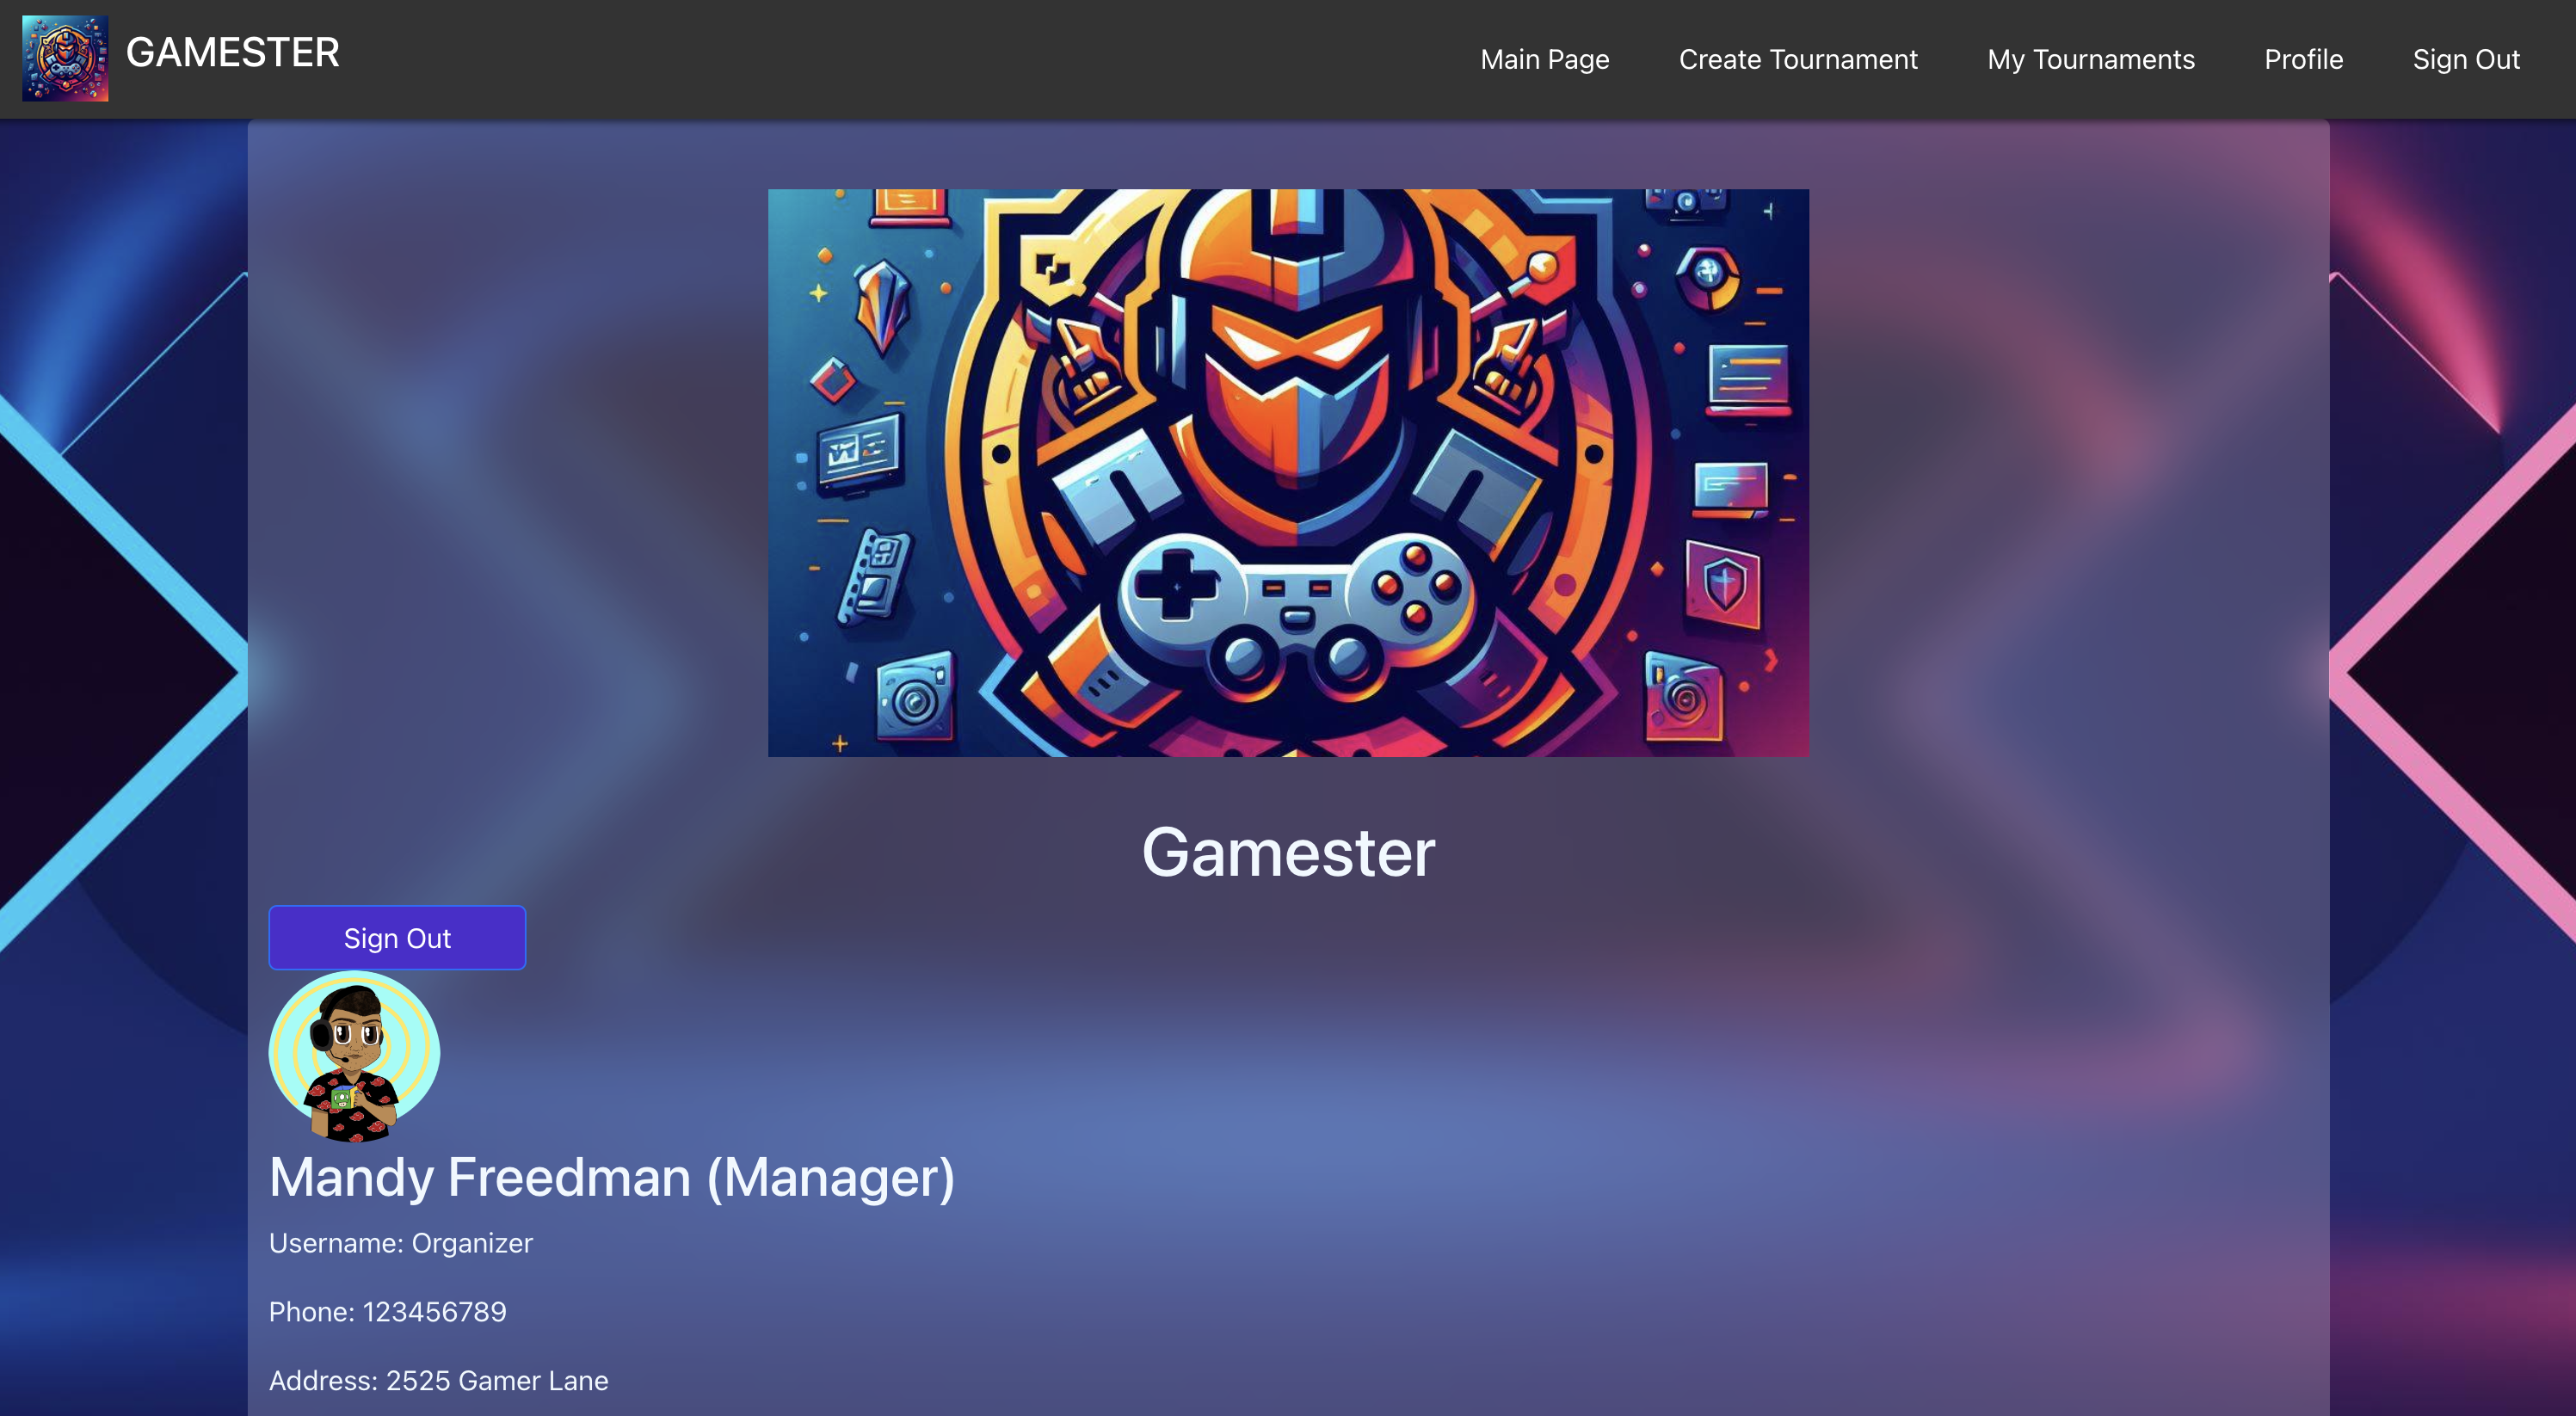 GAMESTER
Main Page
Create Tournament
My Tournaments
Profile
Sign Out
Gamester
Sign Out
Mandy Freedman (Manager)
Username: Organizer
Phone: 123456789
Address: 2525 Gamer Lane